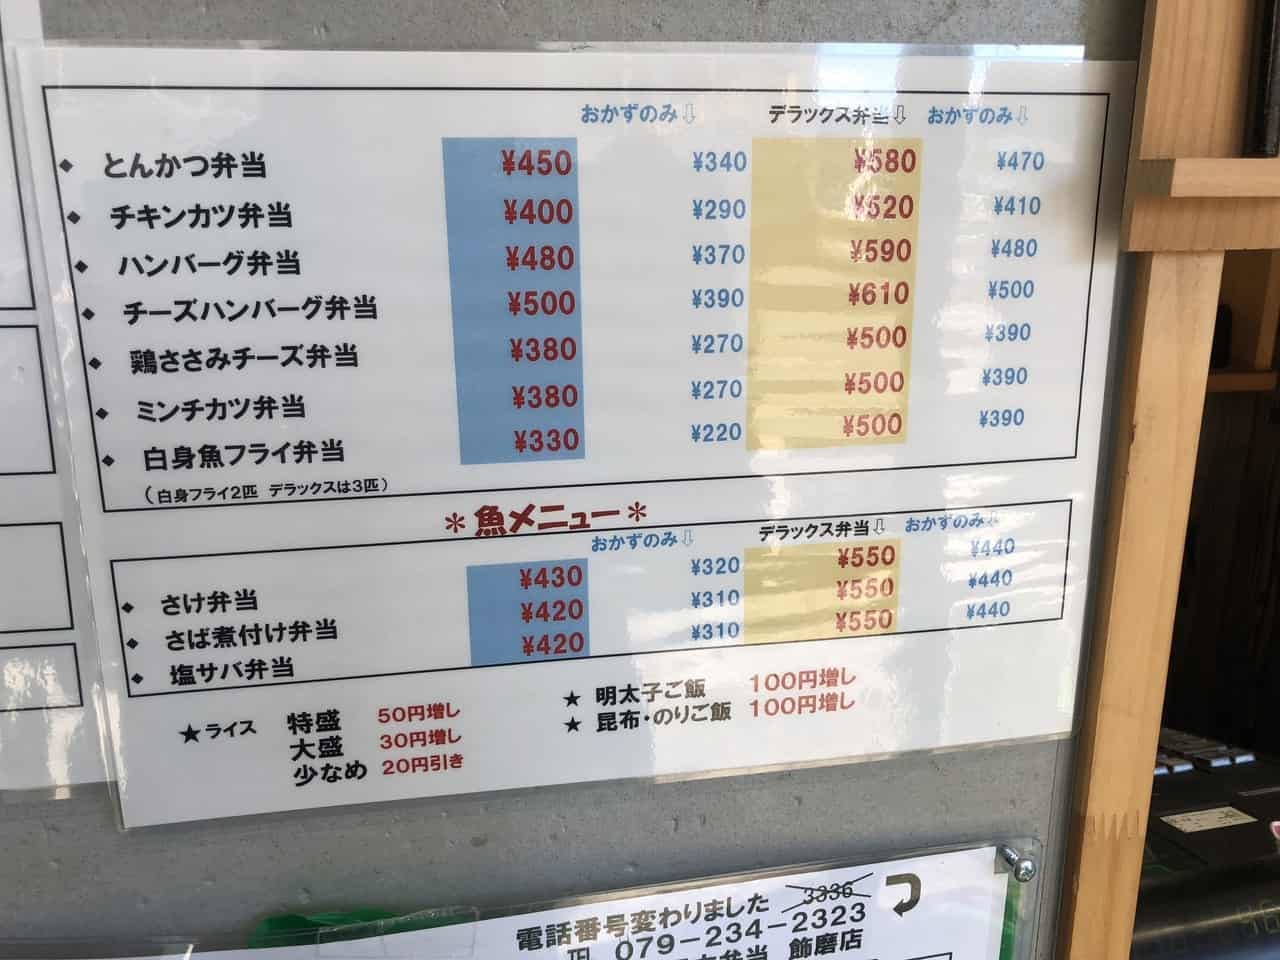 おかずのみ⇩ デラックス弁当⇩ おかずのみ⇩
◆ とんかつ弁当 ¥450 ¥340 ¥580 ¥470
◆ チキンカツ弁当 ¥400 ¥290 ¥520 ¥410
◆ ハンバーグ弁当 ¥480 ¥370 ¥590 ¥480
◆ チーズハンバーグ弁当 ¥500 ¥390 ¥610 ¥500
◆ 鶏ささみチーズ弁当 ¥380 ¥270 ¥500 ¥390
◆ ミンチカツ弁当 ¥380 ¥270 ¥500 ¥390
◆ 白身魚フライ弁当 ¥330 ¥220 ¥500 ¥390
(白身フライ2匹 デラックスは3匹)
＊魚メニュー＊
おかずのみ⇩ デラックス弁当⇩ おかずのみ⇩
◆ さけ弁当 ¥430 ¥320 ¥550 ¥440
◆ さば煮付け弁当 ¥420 ¥310 ¥550 ¥440
◆ 塩サバ弁当 ¥420 ¥310 ¥550 ¥440
★ライス 特盛 50円増し
大盛 30円増し
少なめ 20円引き
★ 明太子ご飯 100円増し
★ 昆布・のりご飯 100円増し
電話番号変わりました 3336
TEL 079-234-2323
弁当 飾磨店